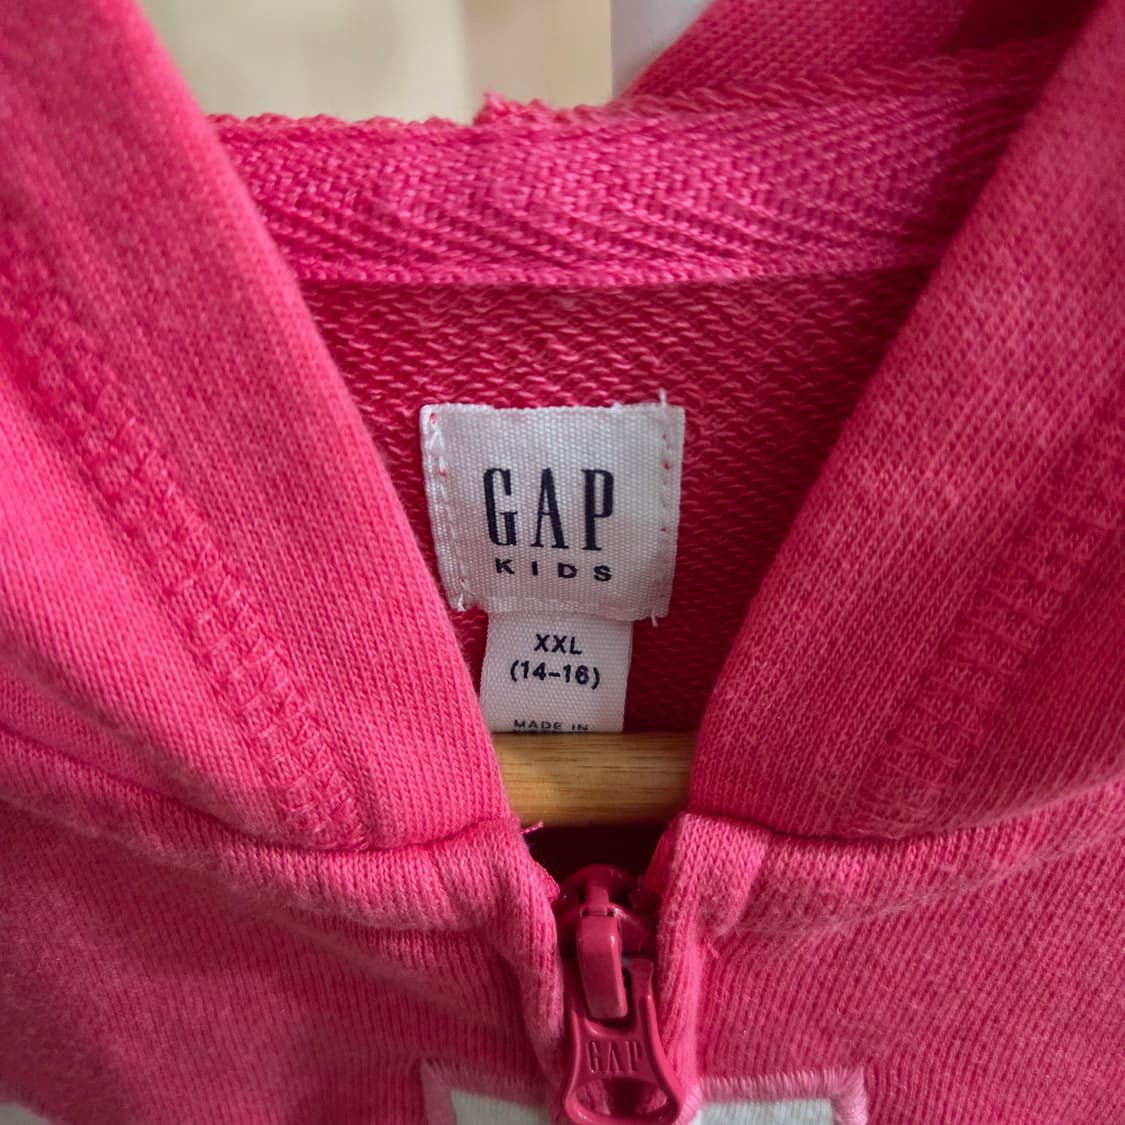 GAP
KIDS
XXL
(14-16)
MADE IN
GAP